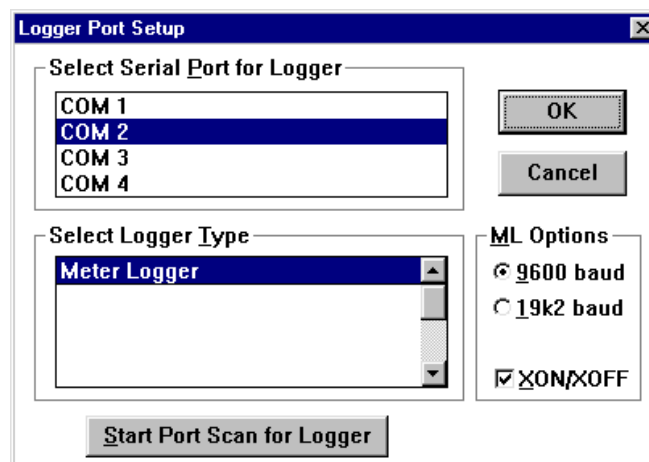 Logger Port Setup
Select Serial Port for Logger
COM 1
COM 2
COM 3
COM 4
OK
Cancel
Select Logger Type
Meter Logger
ML Options
9600 baud
19k2 baud
XON/XOFF
Start Port Scan for Logger